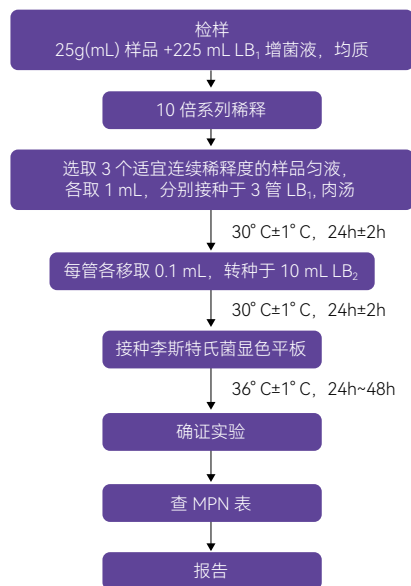 检样
25g(mL) 样品 +225 mL LB₁ 增菌液，均质
10 倍系列稀释
选取 3 个适宜连续稀释度的样品匀液，
各取 1 mL，分别接种于 3 管 LB₁, 肉汤
30° C±1° C，24h±2h
每管各移取 0.1 mL，转种于 10 mL LB₂
30° C±1° C，24h±2h
接种李斯特氏菌显色平板
36° C±1° C，24h~48h
确证实验
查 MPN 表
报告